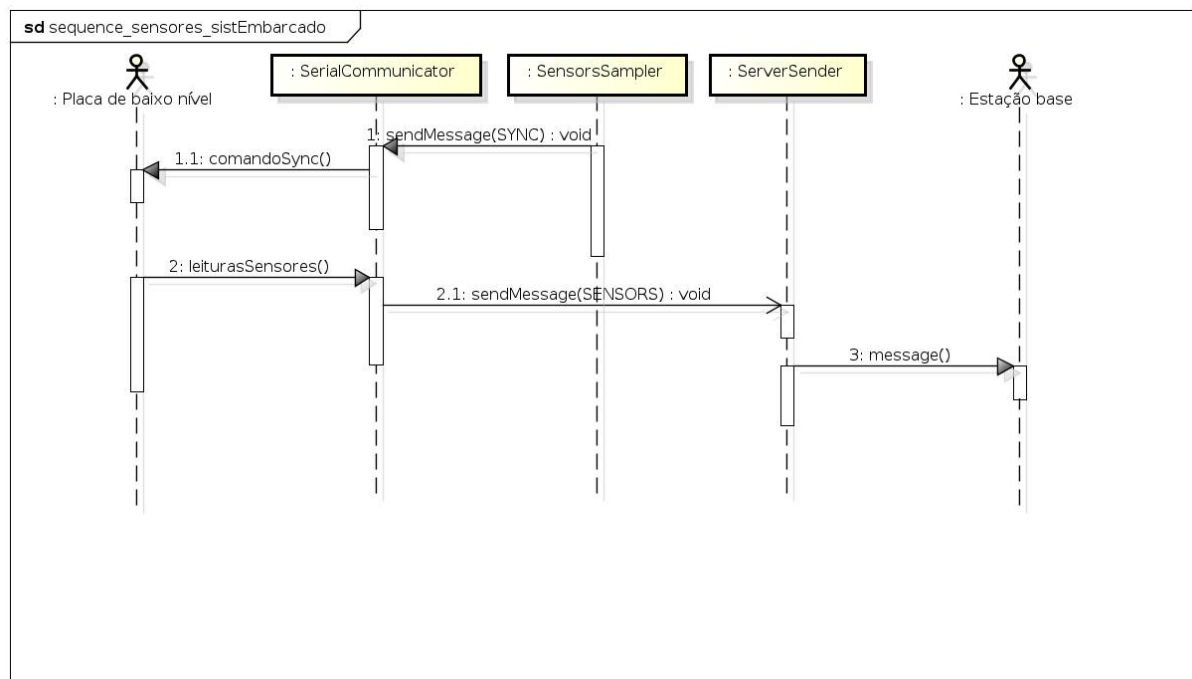 sd sequence_sensores_sistEmbarcado
: Placa de baixo nível
: SerialCommunicator
: SensorsSampler
: ServerSender
: Estação base
1: sendMessage(SYNC) : void
1.1: comandoSync()
2: leiturasSensores()
2.1: sendMessage(SENSORS) : void
3: message()